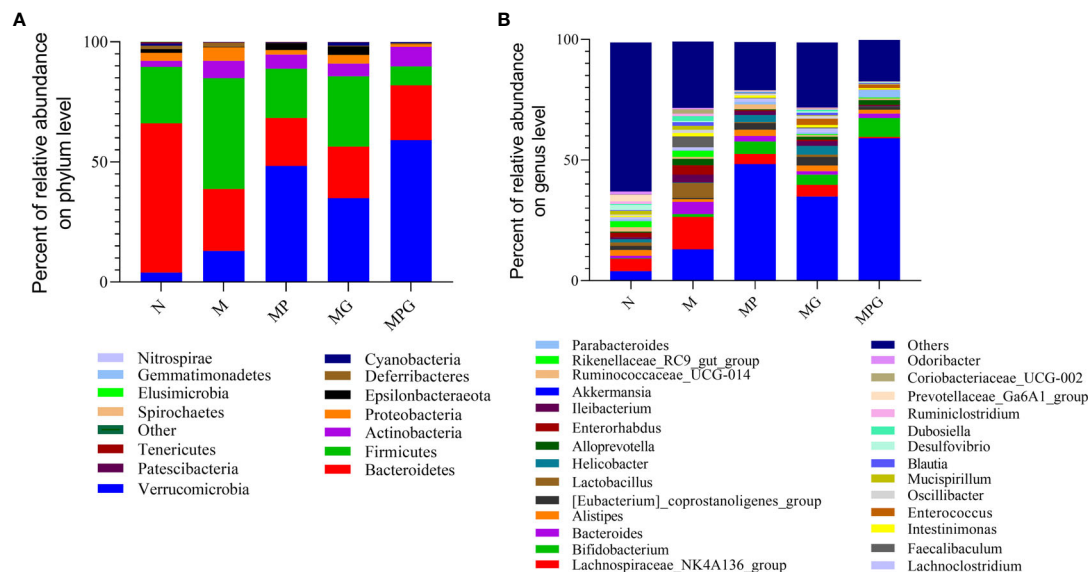 A
Percent of relative abundance
on phylum level
100
50
0
N
M
MP
MG
MPG
Nitrospirae
Gemmatimonadetes
Elusimicrobia
Spirochaetes
Other
Tenericutes
Patescibacteria
Verrucomicrobia
Cyanobacteria
Deferribacteres
Epsilonbacteraeota
Proteobacteria
Actinobacteria
Firmicutes
Bacteroidetes
B
Percent of relative abundance
on genus level
100
50
0
N
M
MP
MG
MPG
Parabacteroides
Rikenellaceae_RC9_gut_group
Ruminococcaceae_UCG-014
Akkermansia
Ileibacterium
Enterorhabdus
Alloprevotella
Helicobacter
Lactobacillus
[Eubacterium]_coprostanoligenes_group
Alistipes
Bacteroides
Bifidobacterium
Lachnospiraceae_NK4A136_group
Others
Odoribacter
Coriobacteriaceae_UCG-002
Prevotellaceae_Ga6A1_group
Ruminiclostridium
Dubosiella
Desulfovibrio
Blautia
Mucispirillum
Oscillibacter
Enterococcus
Intestinimonas
Faecalibaculum
Lachnoclostridium